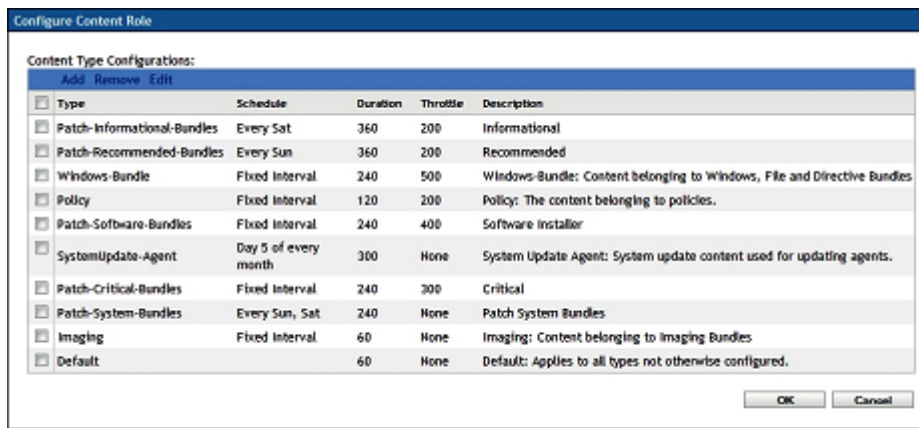 Configure Content Role
Content Type Configurations:
Add Remove Edit
Type Schedule Duration Throttle Description
Patch-Informational-Bundles Every Sat 360 200 Informational
Patch-Recommended-Bundles Every Sun 360 200 Recommended
Windows-Bundle Fixed Interval 240 500 Windows-Bundle: Content belonging to Windows, File and Directive Bundles
Policy Fixed Interval 120 200 Policy: The content belonging to policies.
Patch-Software-Bundles Fixed Interval 240 400 Software Installer
SystemUpdate-Agent Day 5 of every month 300 None System Update Agent: System update content used for updating agents.
Patch-Critical-Bundles Fixed Interval 240 300 Critical
Patch-System-Bundles Every Sun, Sat 240 None Patch System Bundles
Imaging Fixed Interval 60 None Imaging: Content belonging to Imaging Bundles
Default 60 None Default: Applies to all types not otherwise configured.
OK Cancel